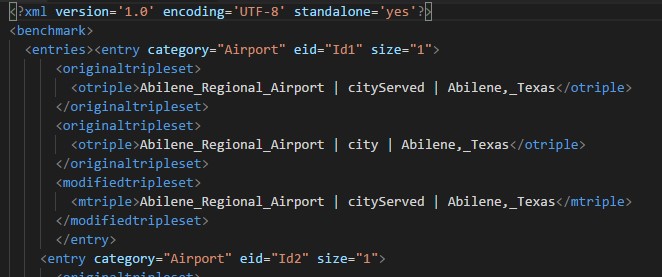 <?xml version='1.0' encoding='UTF-8' standalone='yes'?>
<benchmark>
<entries><entry category="Airport" eid="Id1" size="1">
<originaltripleset>
<otriple>Abilene_Regional_Airport | cityServed | Abilene,_Texas</otriple>
</originaltripleset>
<originaltripleset>
<otriple>Abilene_Regional_Airport | city | Abilene,_Texas</otriple>
</originaltripleset>
<modifiedtripleset>
<mtriple>Abilene_Regional_Airport | cityServed | Abilene,_Texas</mtriple>
</modifiedtripleset>
</entry>
<entry category="Airport" eid="Id2" size="1">